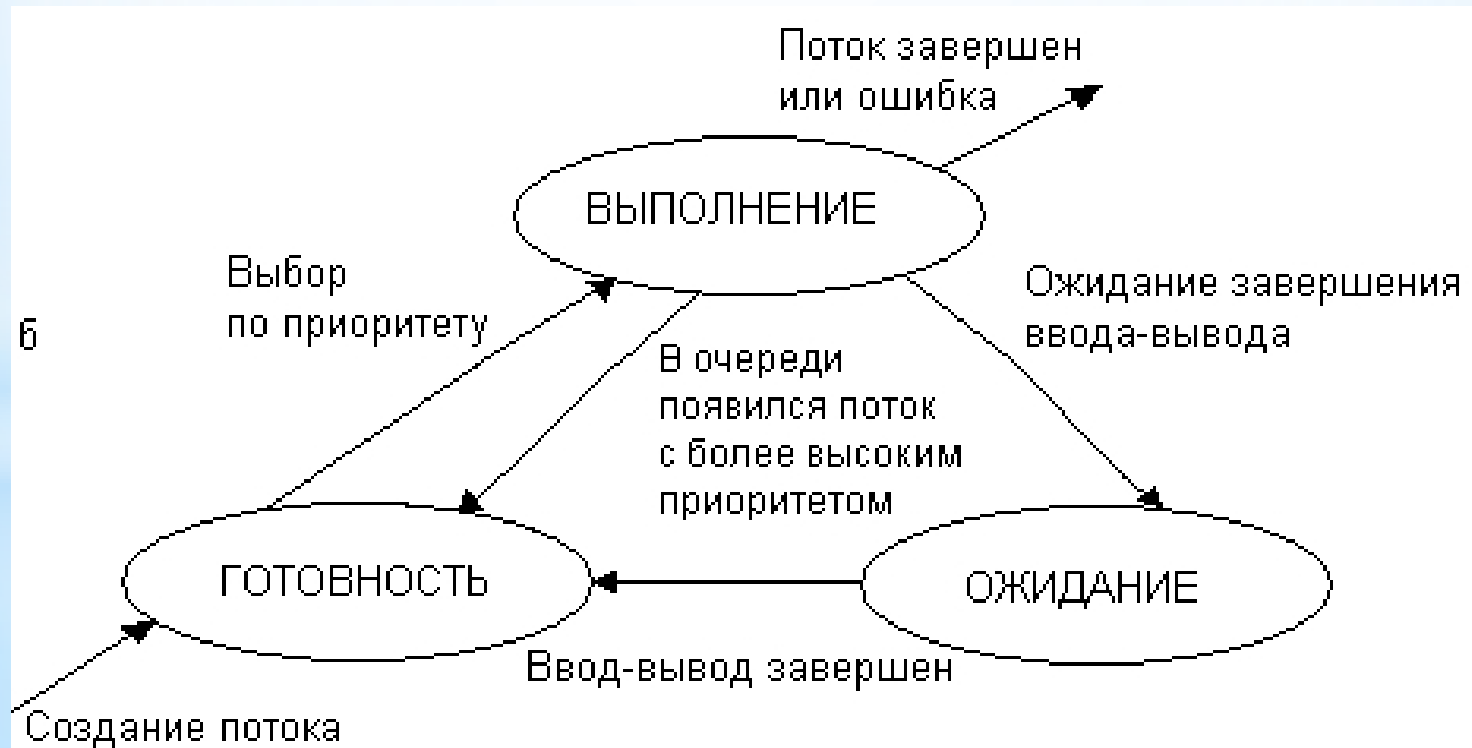 Поток завершен
или ошибка
ВЫПОЛНЕНИЕ
Выбор
по приоритету
Ожидание завершения
ввода-вывода
б
В очереди
появился поток
с более высоким
приоритетом
ГОТОВНОСТЬ
ОЖИДАНИЕ
Ввод-вывод завершен
Создание потока